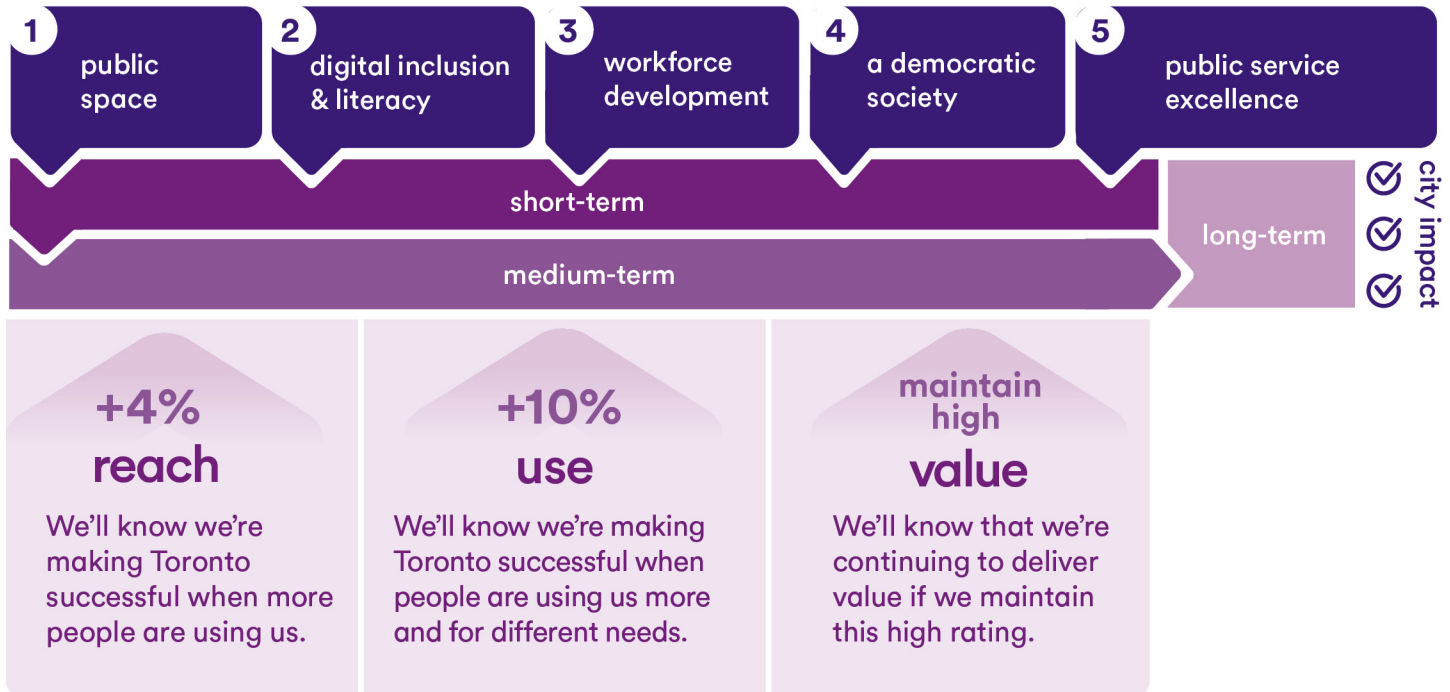 1
public
space
2
digital inclusion
& literacy
3
workforce
development
4
a democratic
society
5
public service
excellence
short-term
medium-term
long-term
city impact
+4%
reach
We’ll know we’re
making Toronto
successful when more
people are using us.
+10%
use
We’ll know we’re making
Toronto successful when
people are using us more
and for different needs.
maintain
high
value
We’ll know that we’re
continuing to deliver
value if we maintain
this high rating.